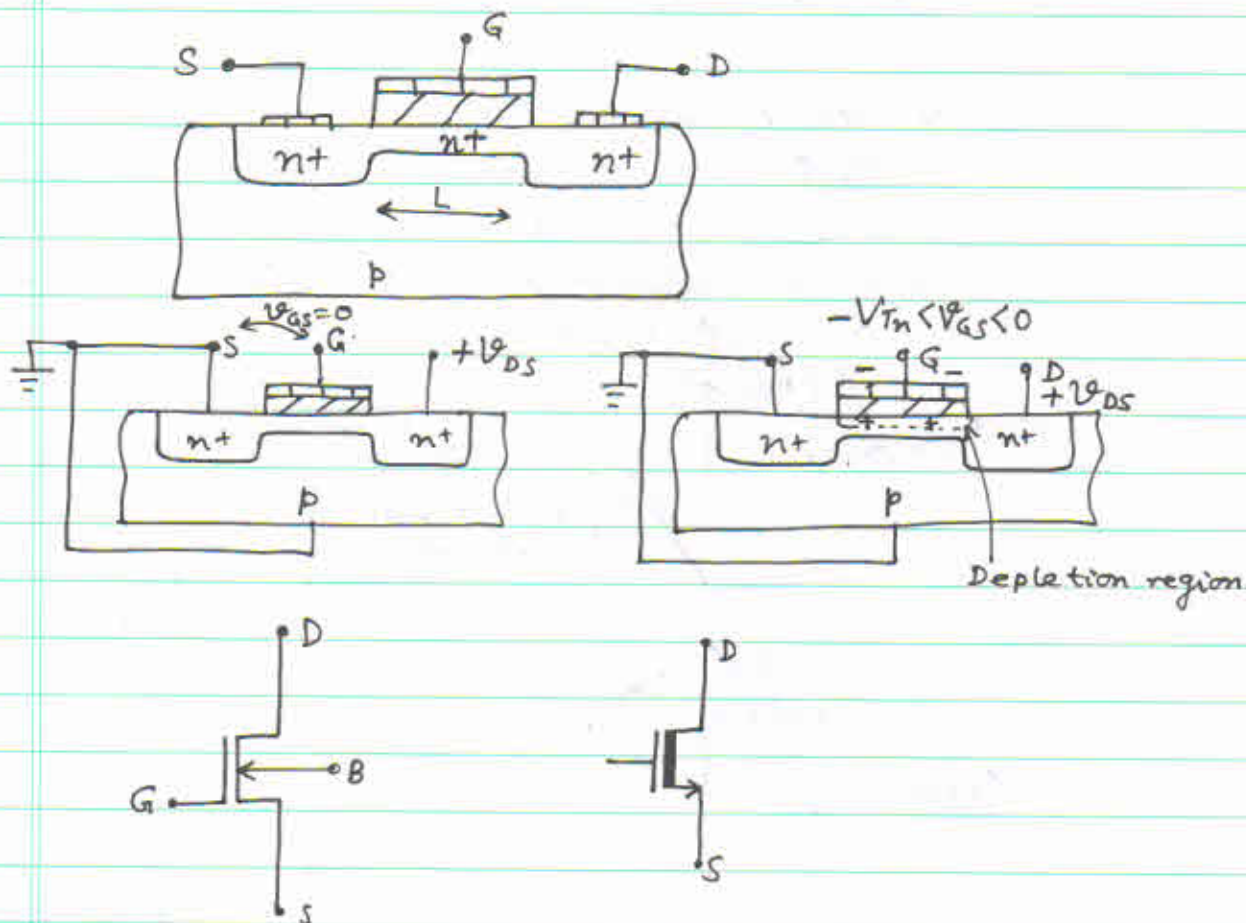 G
S D
n+ n+ n+
L
p
vGS=0
S G +vDS
n+ n+
p
-VTn<vGS<0
S G D
- -
+vDS
+ +
n+ n+
p
Depletion region
D
G B
S
D
S